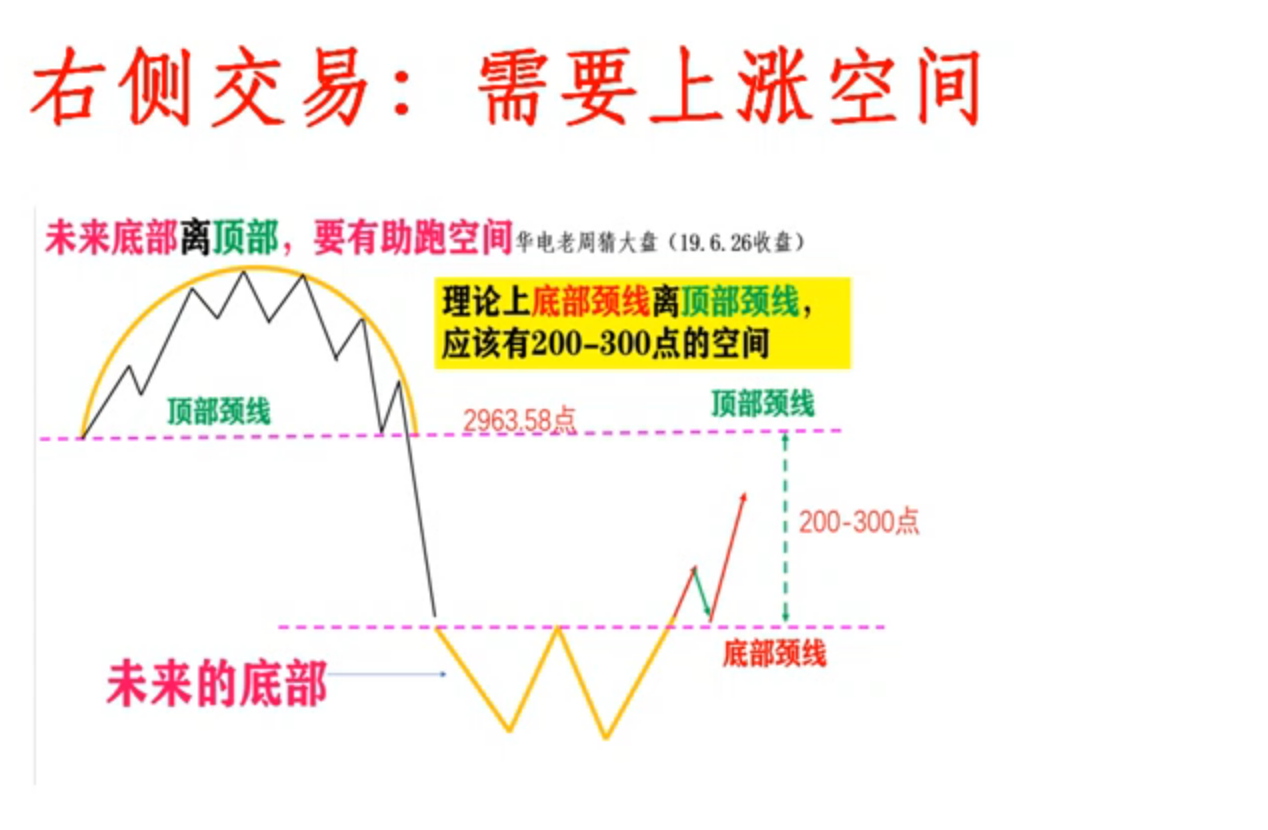 右侧交易：需要上涨空间
未来底部离顶部，要有助跑空间华电老周猜大盘（19.6.26收盘）
理论上底部颈线离顶部颈线，
应该有200-300点的空间
顶部颈线
2963.58点
顶部颈线
200-300点
底部颈线
未来的底部